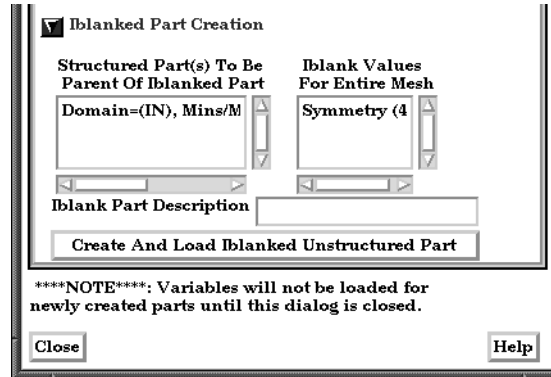 Iblanked Part Creation
Structured Part(s) To Be
Parent Of Iblanked Part
Iblank Values
For Entire Mesh
Domain=(IN), Mins/M
Symmetry (4
Iblank Part Description
Create And Load Iblanked Unstructured Part
****NOTE****: Variables will not be loaded for
newly created parts until this dialog is closed.
Close
Help